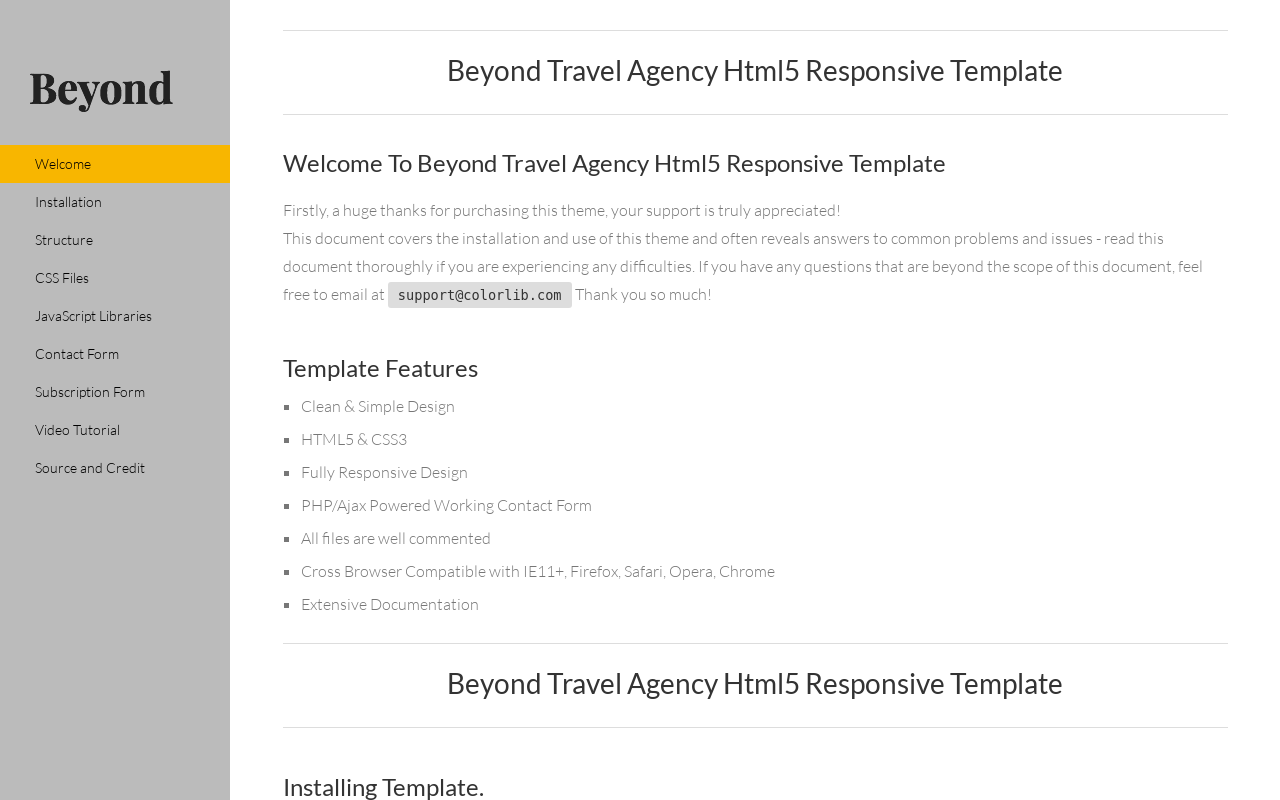 Beyond
Welcome
Installation
Structure
CSS Files
JavaScript Libraries
Contact Form
Subscription Form
Video Tutorial
Source and Credit
Beyond Travel Agency Html5 Responsive Template
Welcome To Beyond Travel Agency Html5 Responsive Template
Firstly, a huge thanks for purchasing this theme, your support is truly appreciated!
This document covers the installation and use of this theme and often reveals answers to common problems and issues - read this
document thoroughly if you are experiencing any difficulties. If you have any questions that are beyond the scope of this document, feel
free to email at support@colorlib.com Thank you so much!
Template Features
Clean & Simple Design
HTML5 & CSS3
Fully Responsive Design
PHP/Ajax Powered Working Contact Form
All files are well commented
Cross Browser Compatible with IE11+, Firefox, Safari, Opera, Chrome
Extensive Documentation
Beyond Travel Agency Html5 Responsive Template
Installing Template.